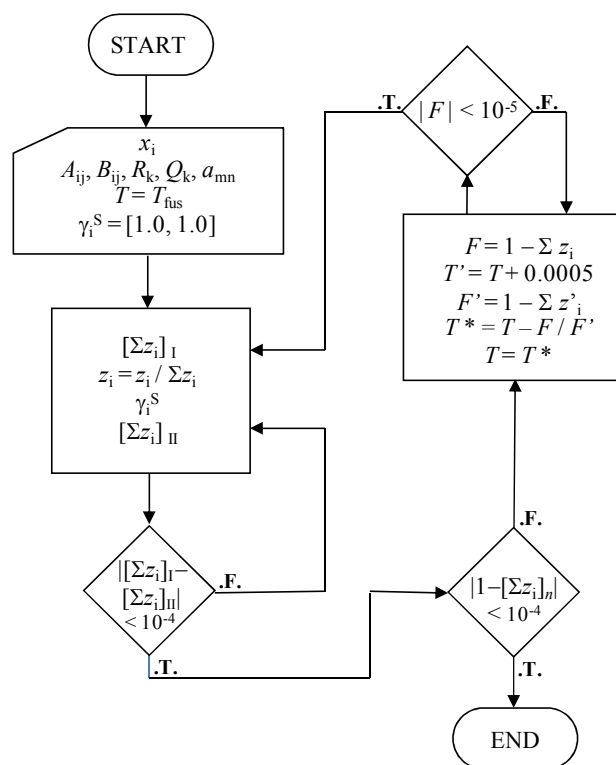 START
xᵢ
Aᵢⱼ, Bᵢⱼ, Rₖ, Qₖ, aₘₙ
T = T_fus
γᵢˢ = [1.0, 1.0]
[Σzᵢ] I
zᵢ = zᵢ / Σzᵢ
γᵢˢ
[Σzᵢ] II
|[Σzᵢ]I–
[Σzᵢ]II|
< 10⁻⁴
.F.
.T.
|1–[Σzᵢ]ₙ|
< 10⁻⁴
.F.
.T.
END
F = 1 – Σ zᵢ
T’ = T + 0.0005
F’ = 1 – Σ z’ᵢ
T* = T – F / F’
T = T*
| F | < 10⁻⁵
.T.
.F.